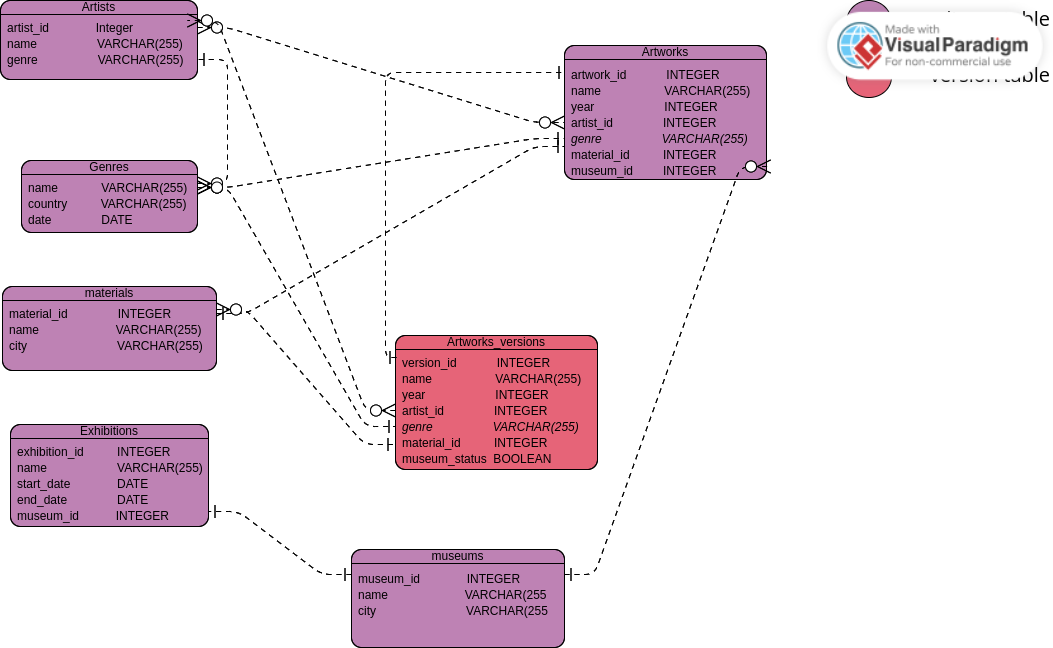 Artists
artist_id Integer
name VARCHAR(255)
genre VARCHAR(255)
Genres
name VARCHAR(255)
country VARCHAR(255)
date DATE
materials
material_id INTEGER
name VARCHAR(255)
city VARCHAR(255)
Exhibitions
exhibition_id INTEGER
name VARCHAR(255)
start_date DATE
end_date DATE
museum_id INTEGER
Artworks
artwork_id INTEGER
name VARCHAR(255)
year INTEGER
artist_id INTEGER
genre VARCHAR(255)
material_id INTEGER
museum_id INTEGER
Artworks_versions
version_id INTEGER
name VARCHAR(255)
year INTEGER
artist_id INTEGER
genre VARCHAR(255)
material_id INTEGER
museum_status BOOLEAN
museums
museum_id INTEGER
name VARCHAR(255
city VARCHAR(255
Made with
VisualParadigm
For non-commercial use
version table